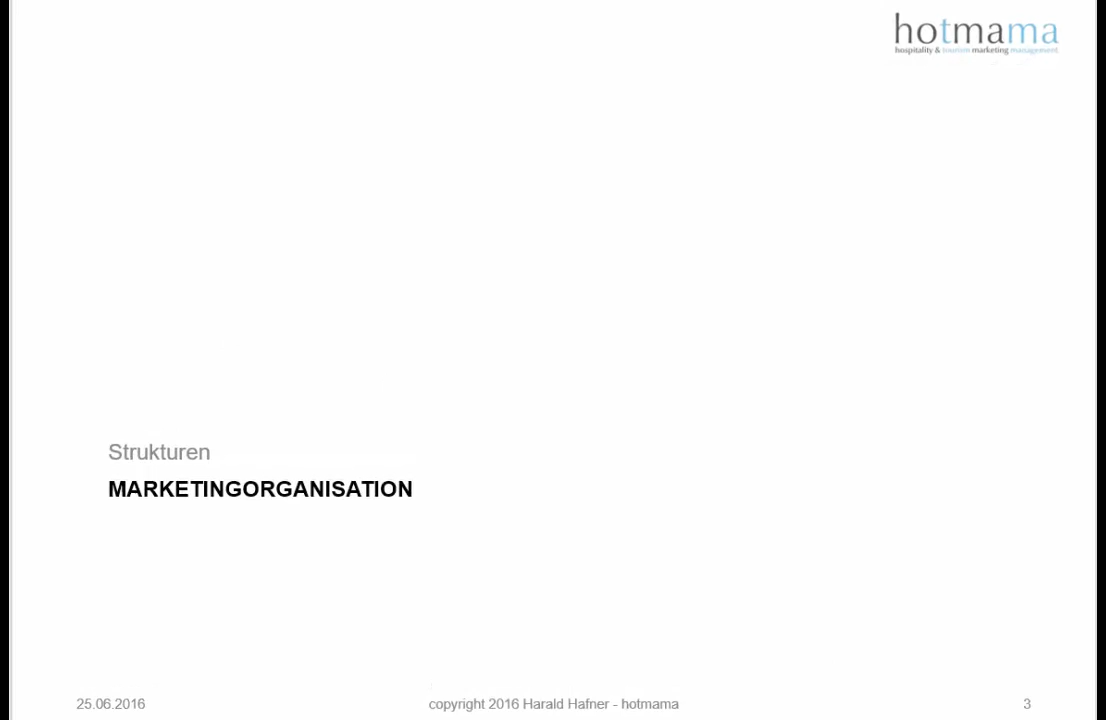 hotmama
hospitality & tourism marketing management
Strukturen
MARKETINGORGANISATION
25.06.2016
copyright 2016 Harald Hafner - hotmama
3